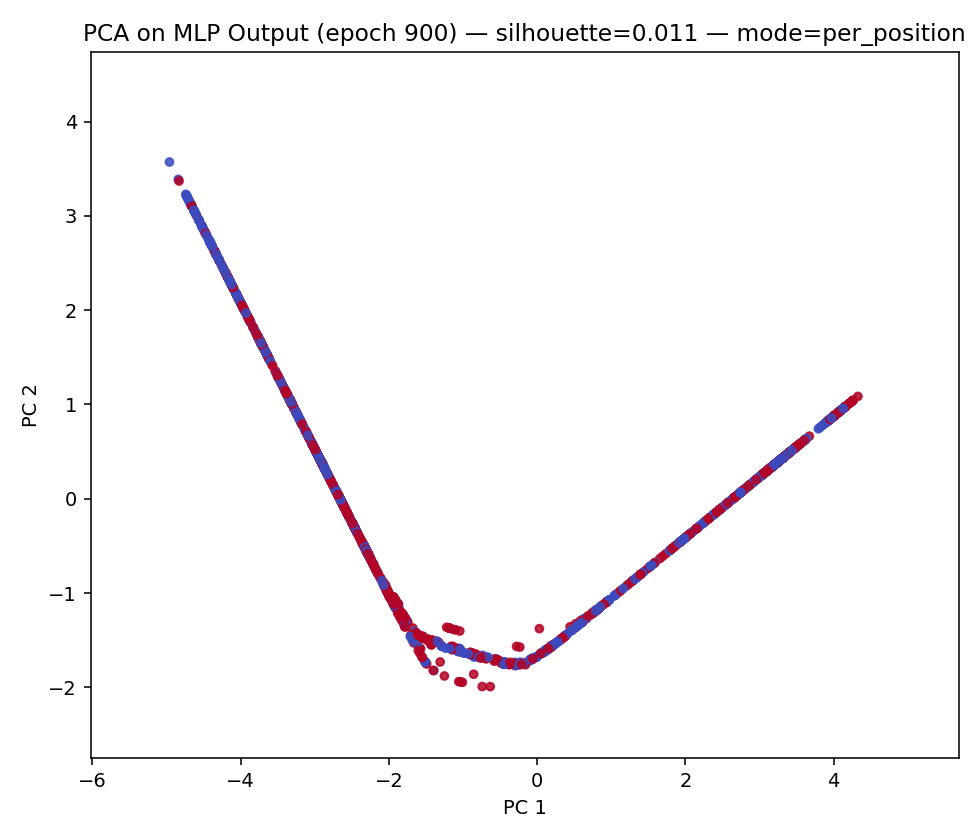 PCA on MLP Output (epoch 900) — silhouette=0.011 — mode=per_position
4
3
2
1
0
−1
−2
PC 2
−6 −4 −2 0 2 4
PC 1